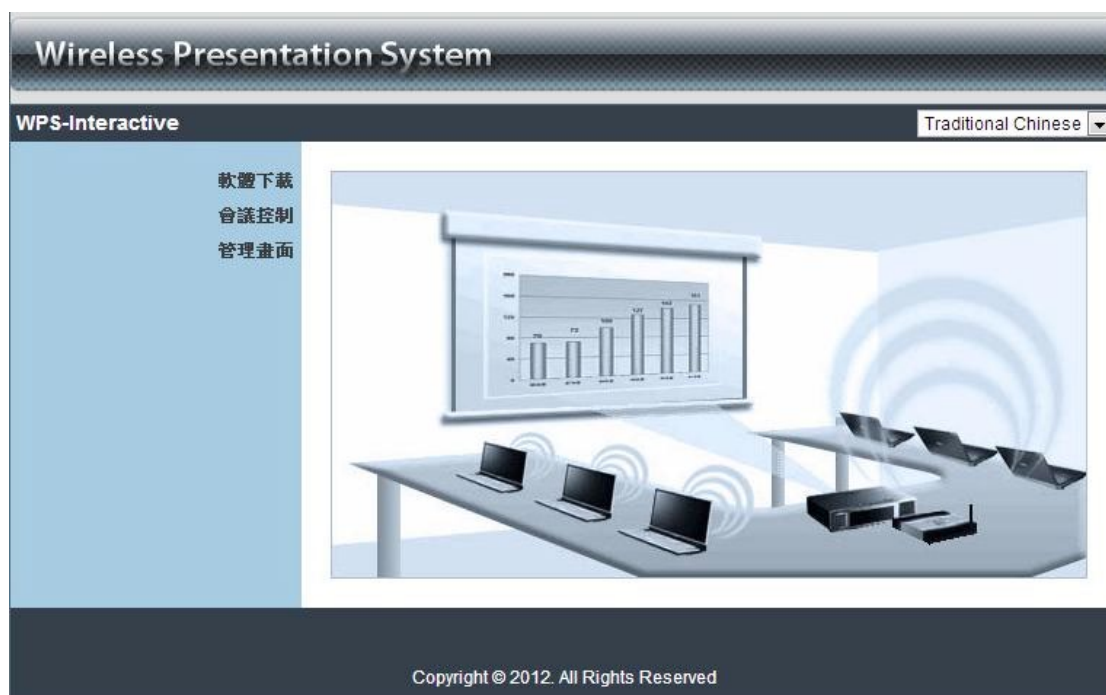 Wireless Presentation System
WPS-Interactive
Traditional Chinese
軟體下載
會議控制
管理畫面
Copyright © 2012. All Rights Reserved